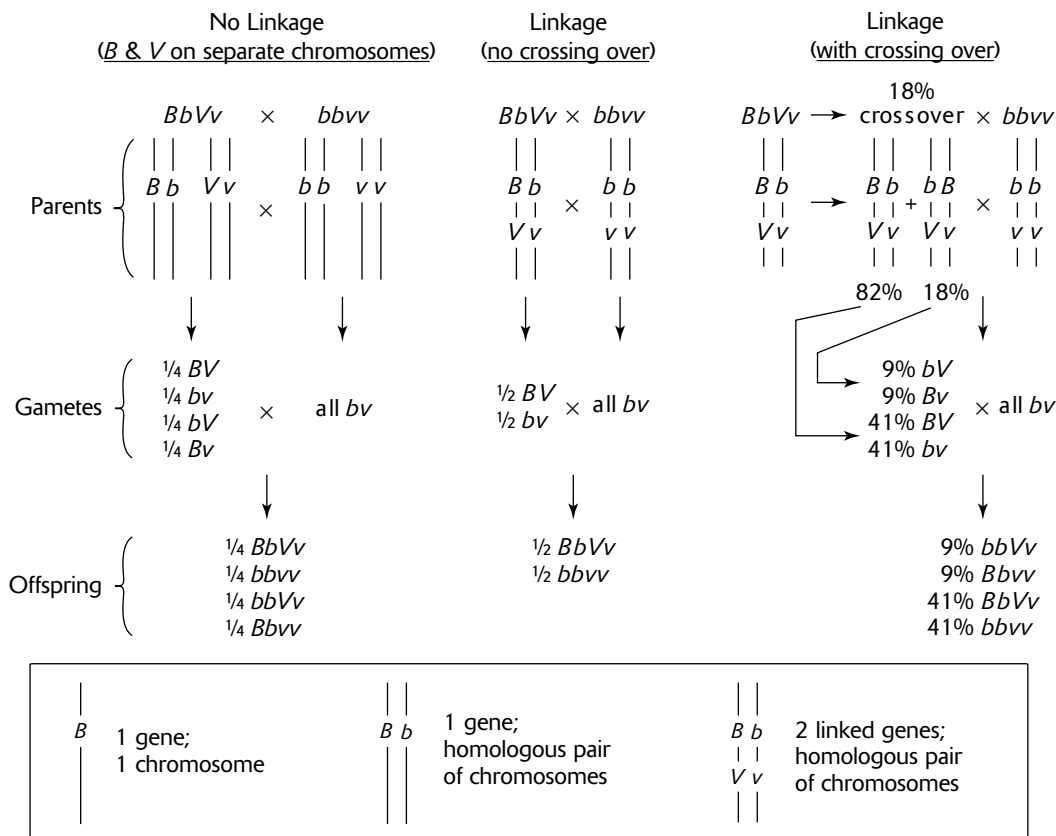 No Linkage
(B & V on separate chromosomes)
Linkage
(no crossing over)
Linkage
(with crossing over)
BbVv × bbvv
BbVv × bbvv
18%
BbVv → crossover × bbvv
Parents
B b V v × b b v v
B b × b b
V v v v
B b → B b + b B × b b
V v V v V v v v
82% 18%
Gametes
¼ BV
¼ bv
¼ bV
¼ Bv
× all bv
½ BV
½ bv
× all bv
9% bV
9% Bv
41% BV
41% bv
× all bv
Offspring
¼ BbVv
¼ bbvv
¼ bbVv
¼ Bbvv
½ BbVv
½ bbvv
9% bbVv
9% Bbvv
41% BbVv
41% bbvv
B
1 gene;
1 chromosome
B b
1 gene;
homologous pair
of chromosomes
B b
V v
2 linked genes;
homologous pair
of chromosomes